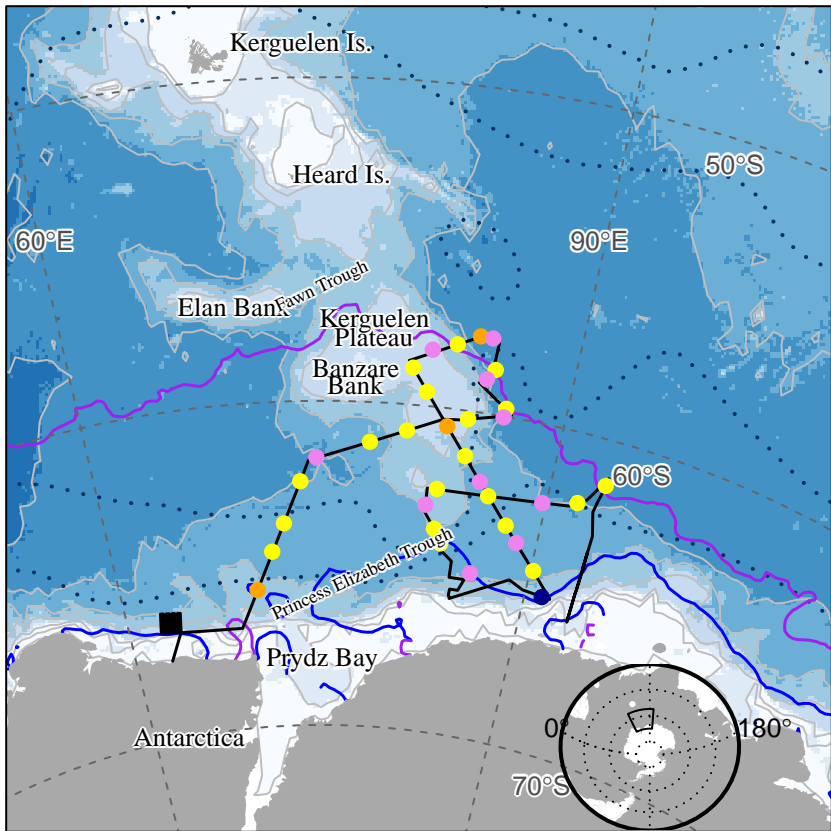 Kerguelen Is.
50°S
Heard Is.
60°E
90°E
Fawn Trough
Elan Bank
Kerguelen
Plateau
Banzare
Bank
60°S
Princess Elizabeth Trough
Prydz Bay
Antarctica
0°
180°
70°S